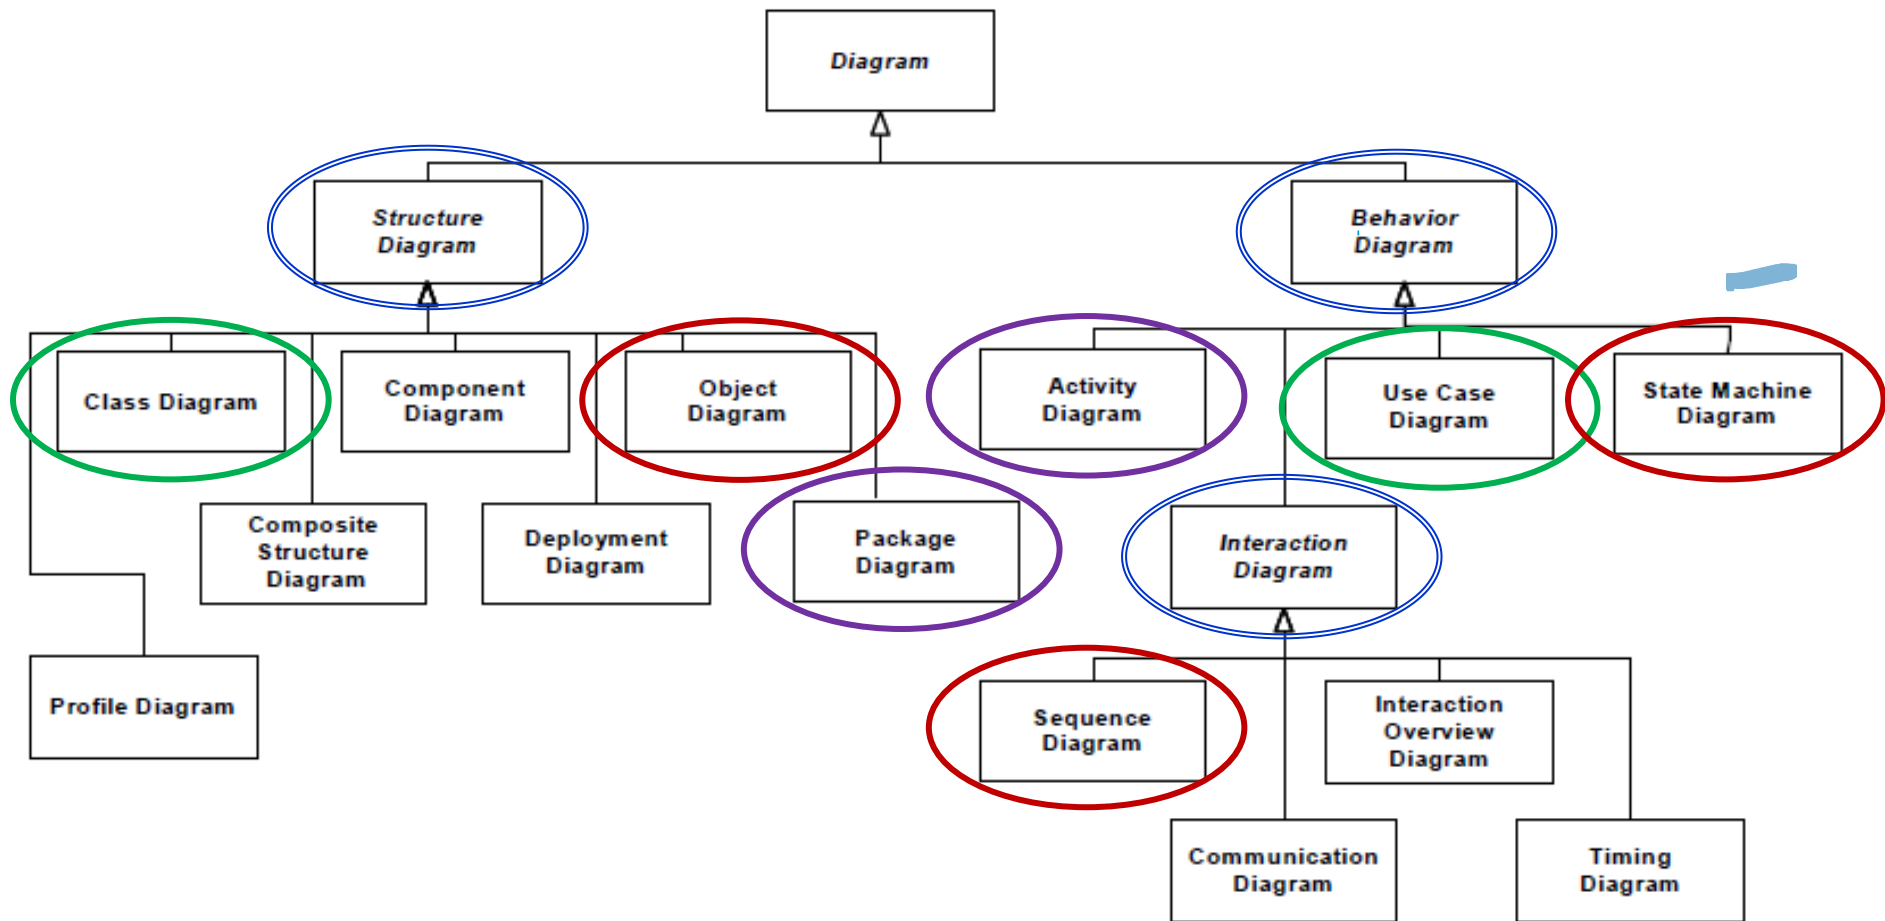 Diagram
Structure
Diagram
Behavior
Diagram
Class Diagram
Component
Diagram
Object
Diagram
Activity
Diagram
Use Case
Diagram
State Machine
Diagram
Composite
Structure
Diagram
Deployment
Diagram
Package
Diagram
Interaction
Diagram
Profile Diagram
Sequence
Diagram
Interaction
Overview
Diagram
Communication
Diagram
Timing
Diagram